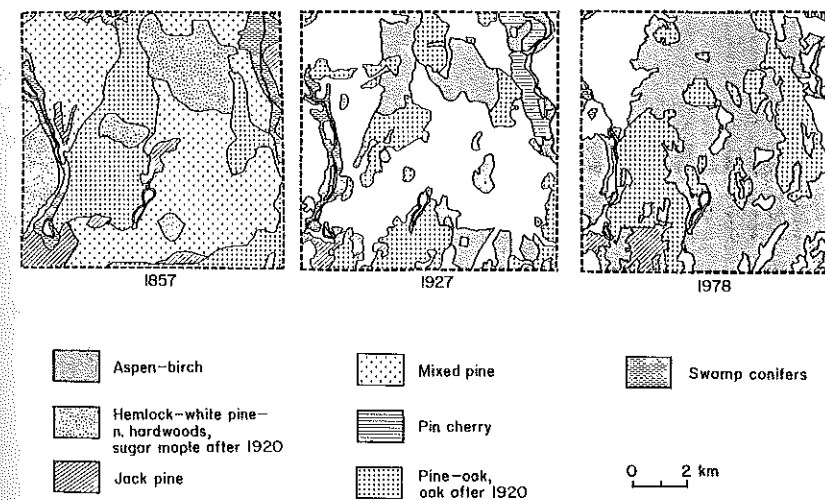 1857
1927
1978
Aspen–birch
Hemlock–white pine–
n. hardwoods,
sugar maple after 1920
Jack pine
Mixed pine
Pin cherry
Pine–oak,
oak after 1920
Swamp conifers
0 2 km